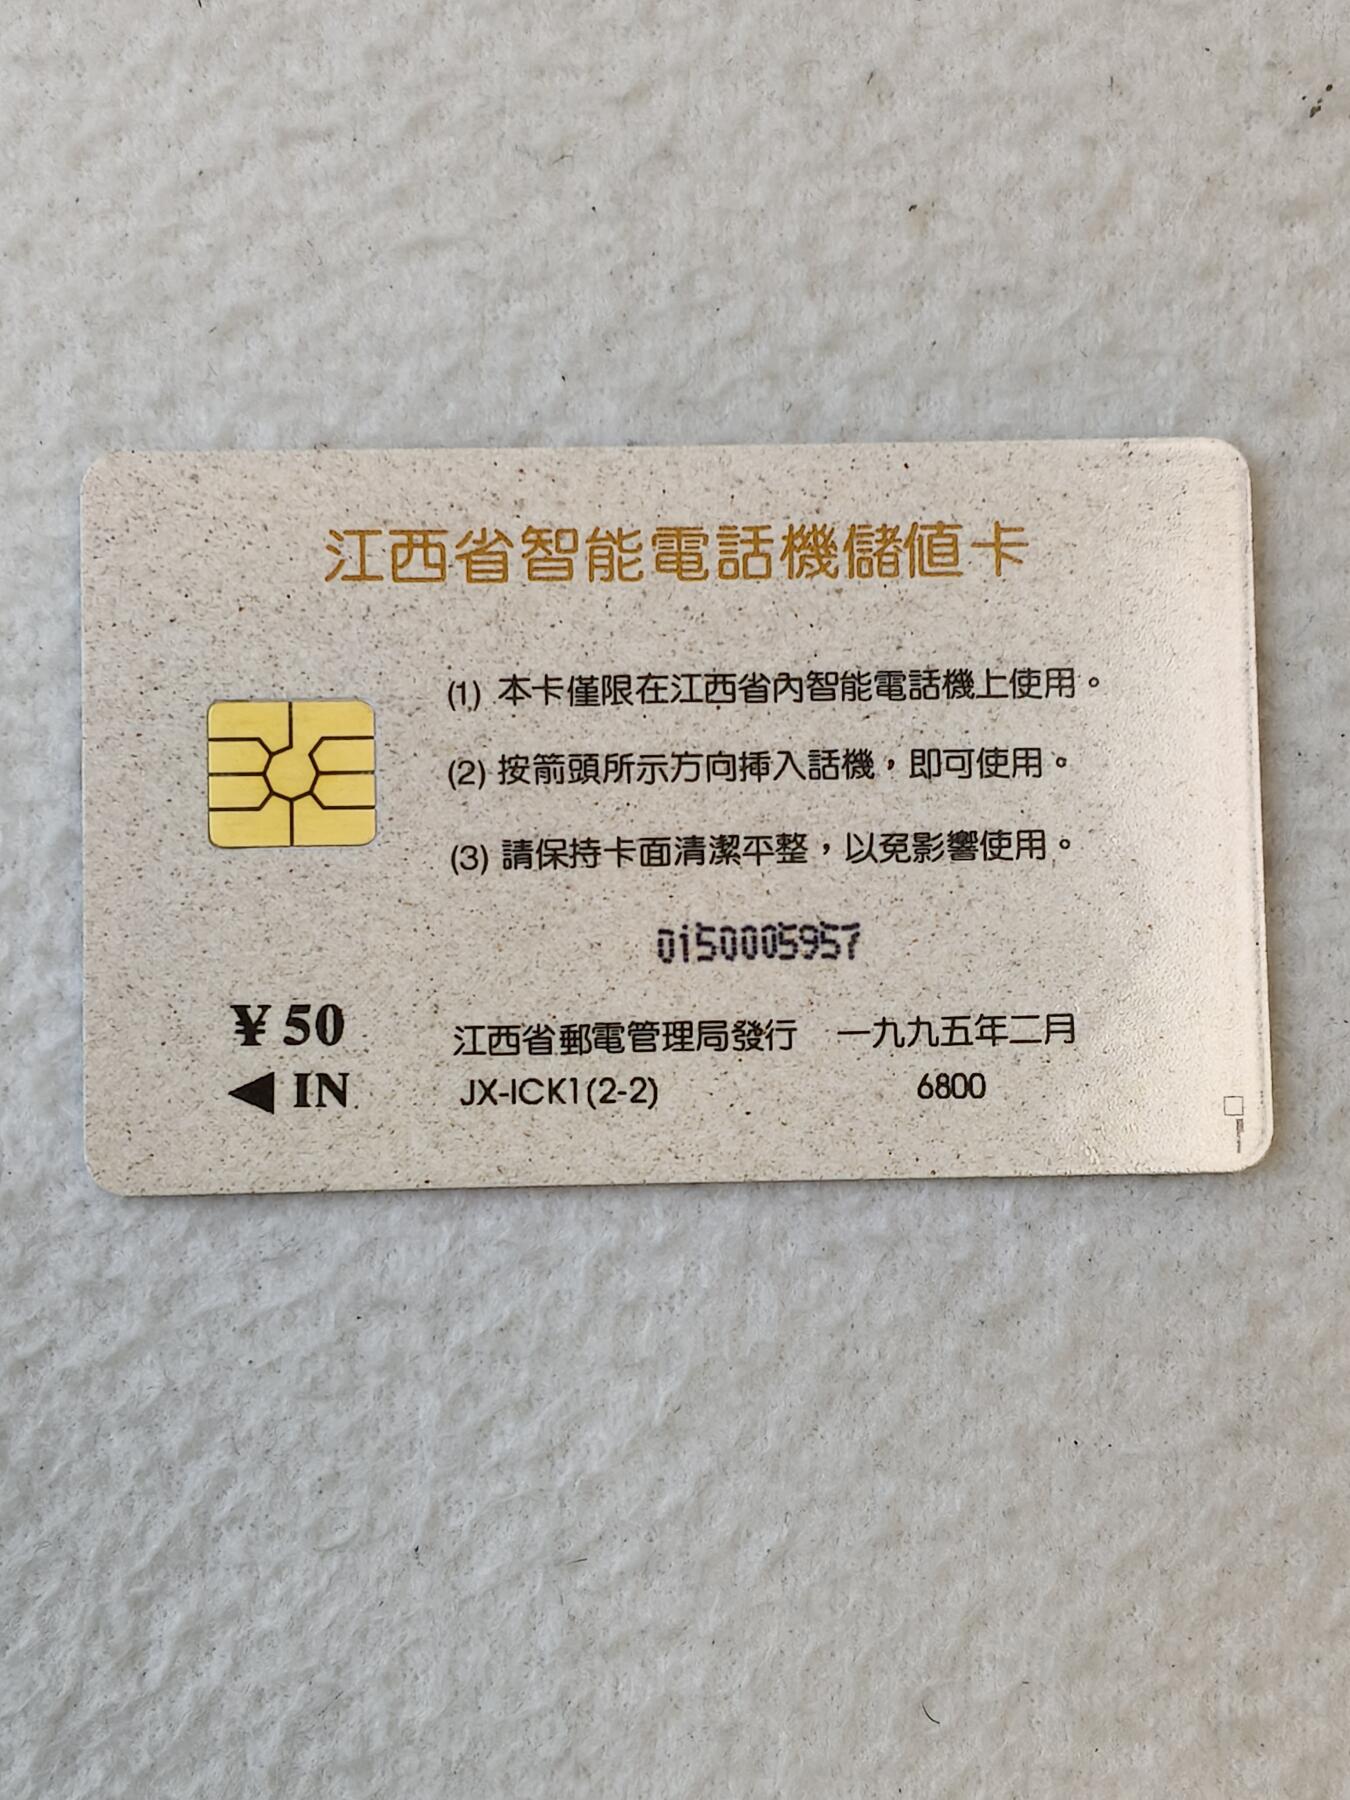 江西省智能電話機儲值卡
(1) 本卡僅限在江西省內智能電話機上使用。
(2) 按箭頭所示方向挿入話機，即可使用。
(3) 請保持卡面清潔平整，以免影響使用。
0150005957
¥50
江西省郵電管理局發行 一九九五年二月
◀ IN
JX-ICK1(2-2) 6800